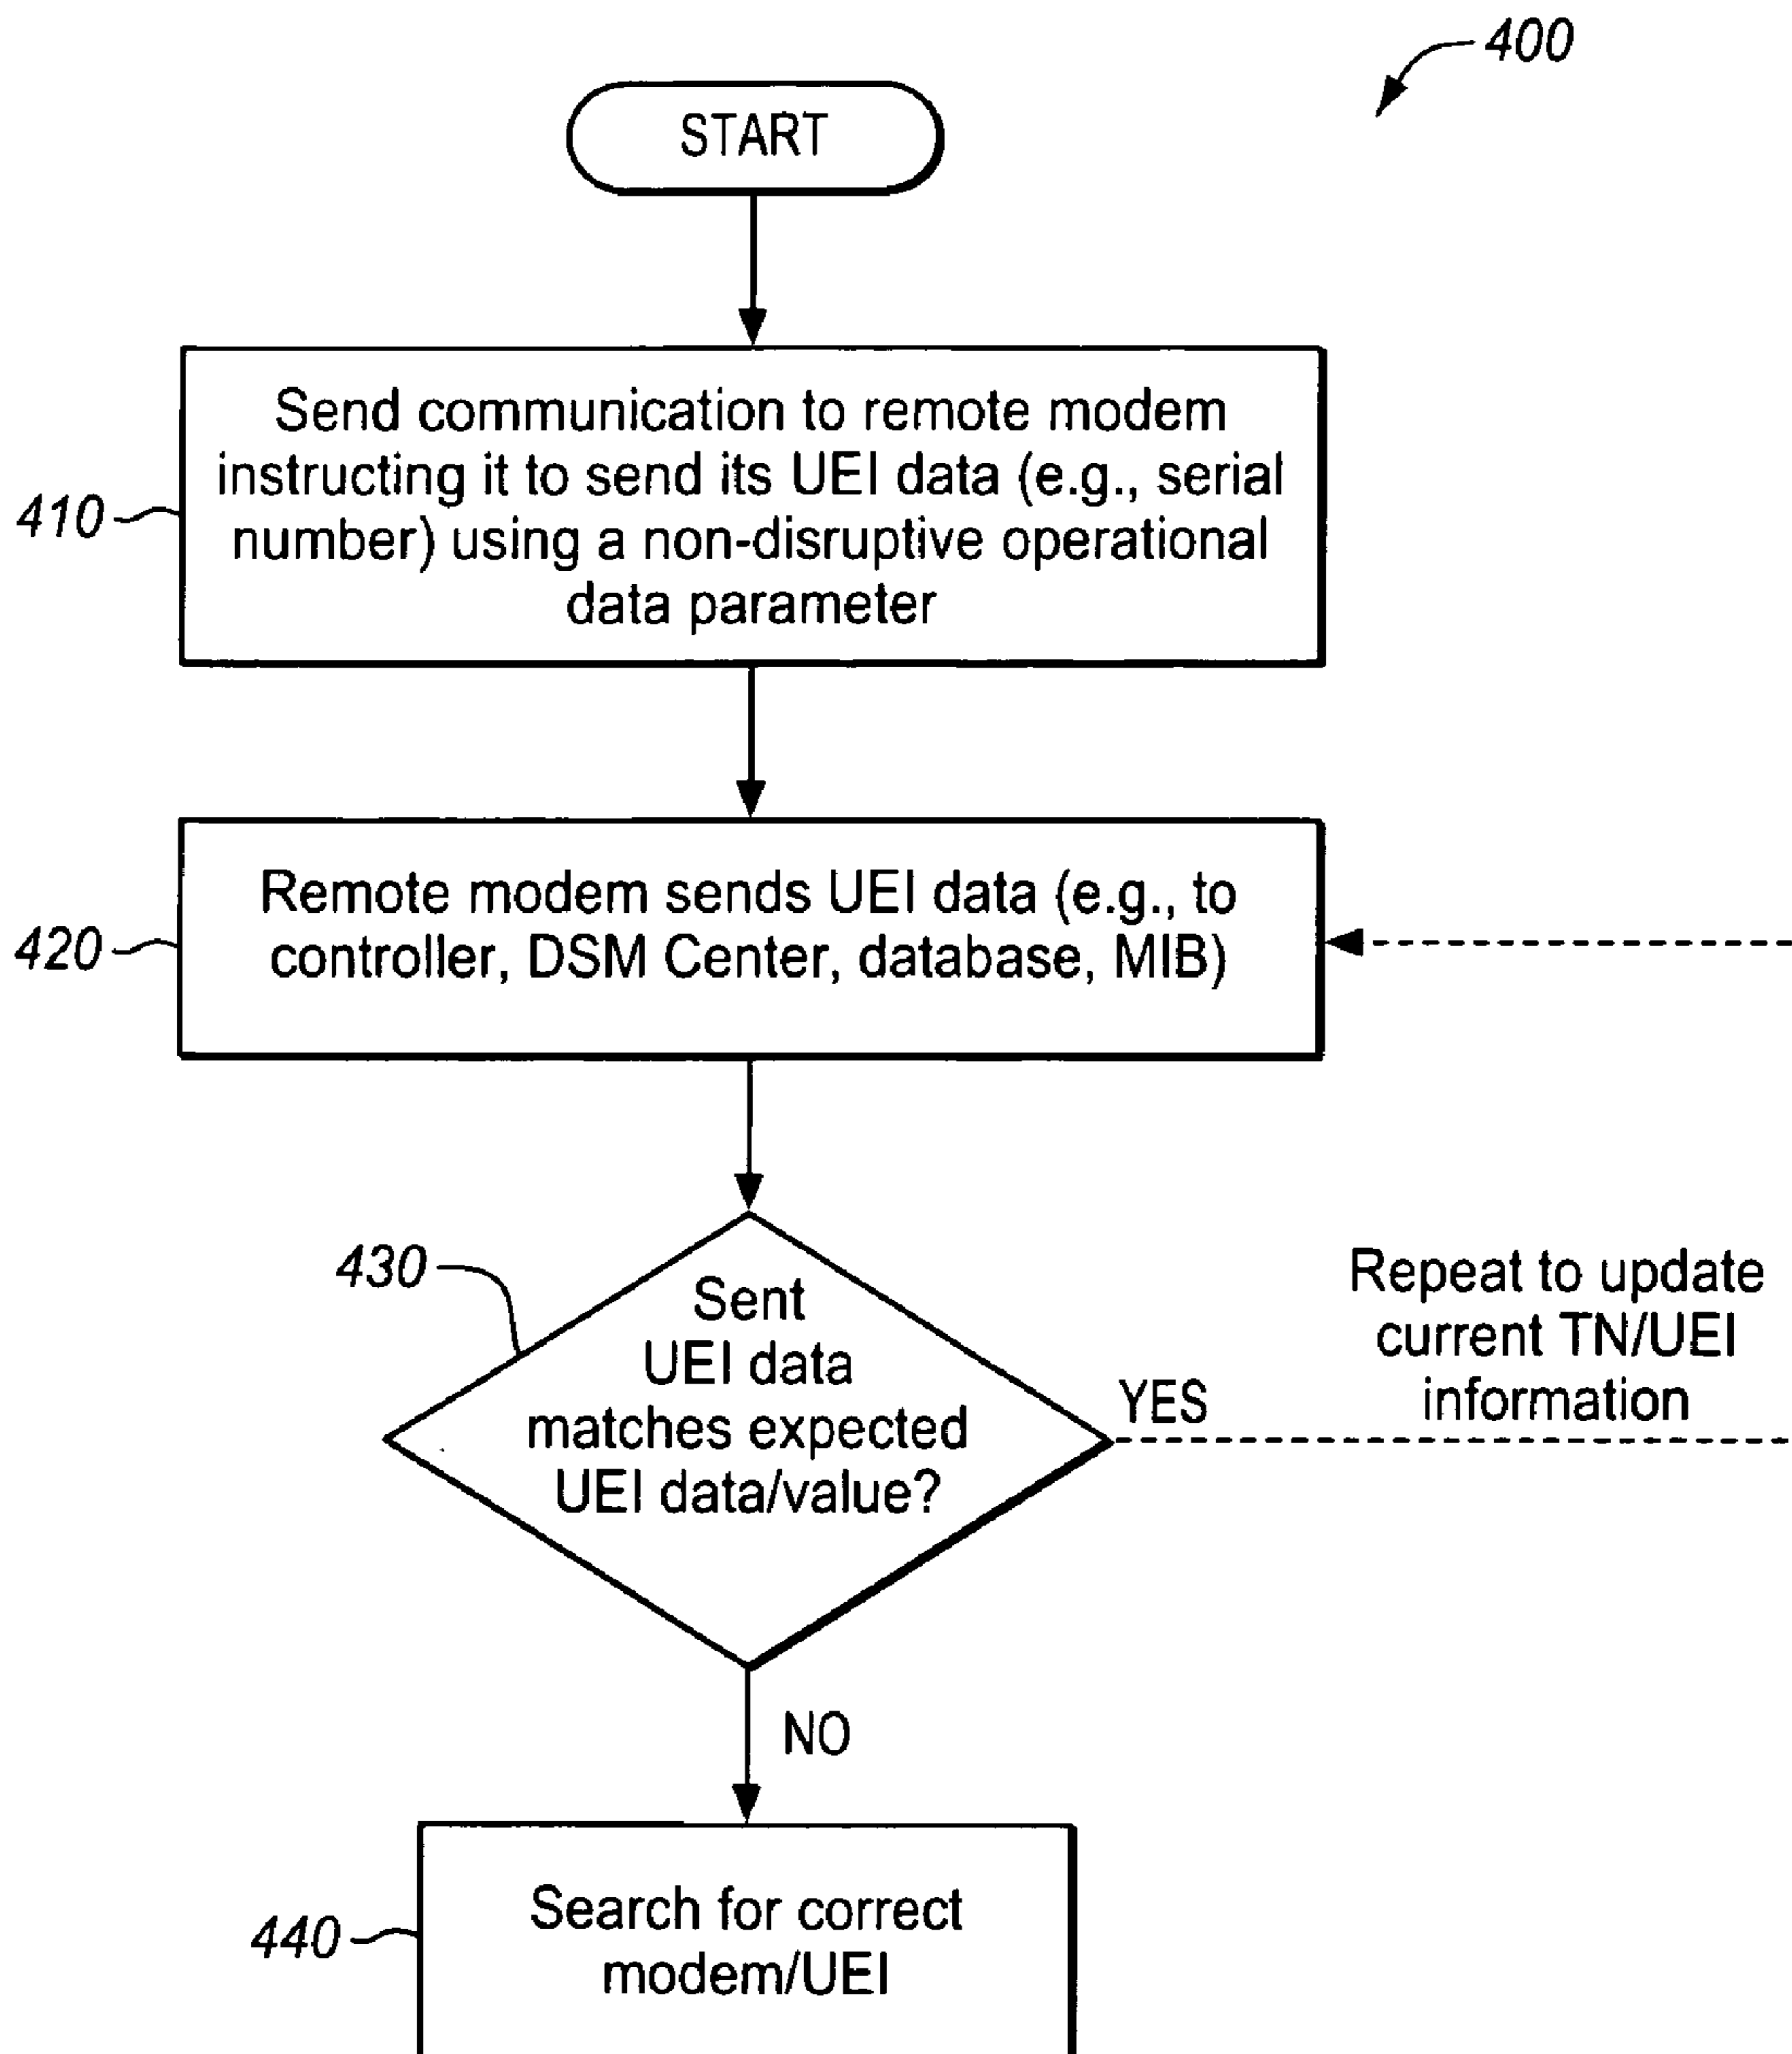 400
START
Send communication to remote modem
instructing it to send its UEI data (e.g., serial
number) using a non-disruptive operational
data parameter
410
Remote modem sends UEI data (e.g., to
controller, DSM Center, database, MIB)
420
430
Sent
UEI data
matches expected
UEI data/value?
YES
Repeat to update
current TN/UEI
information
NO
Search for correct
modem/UEI
440